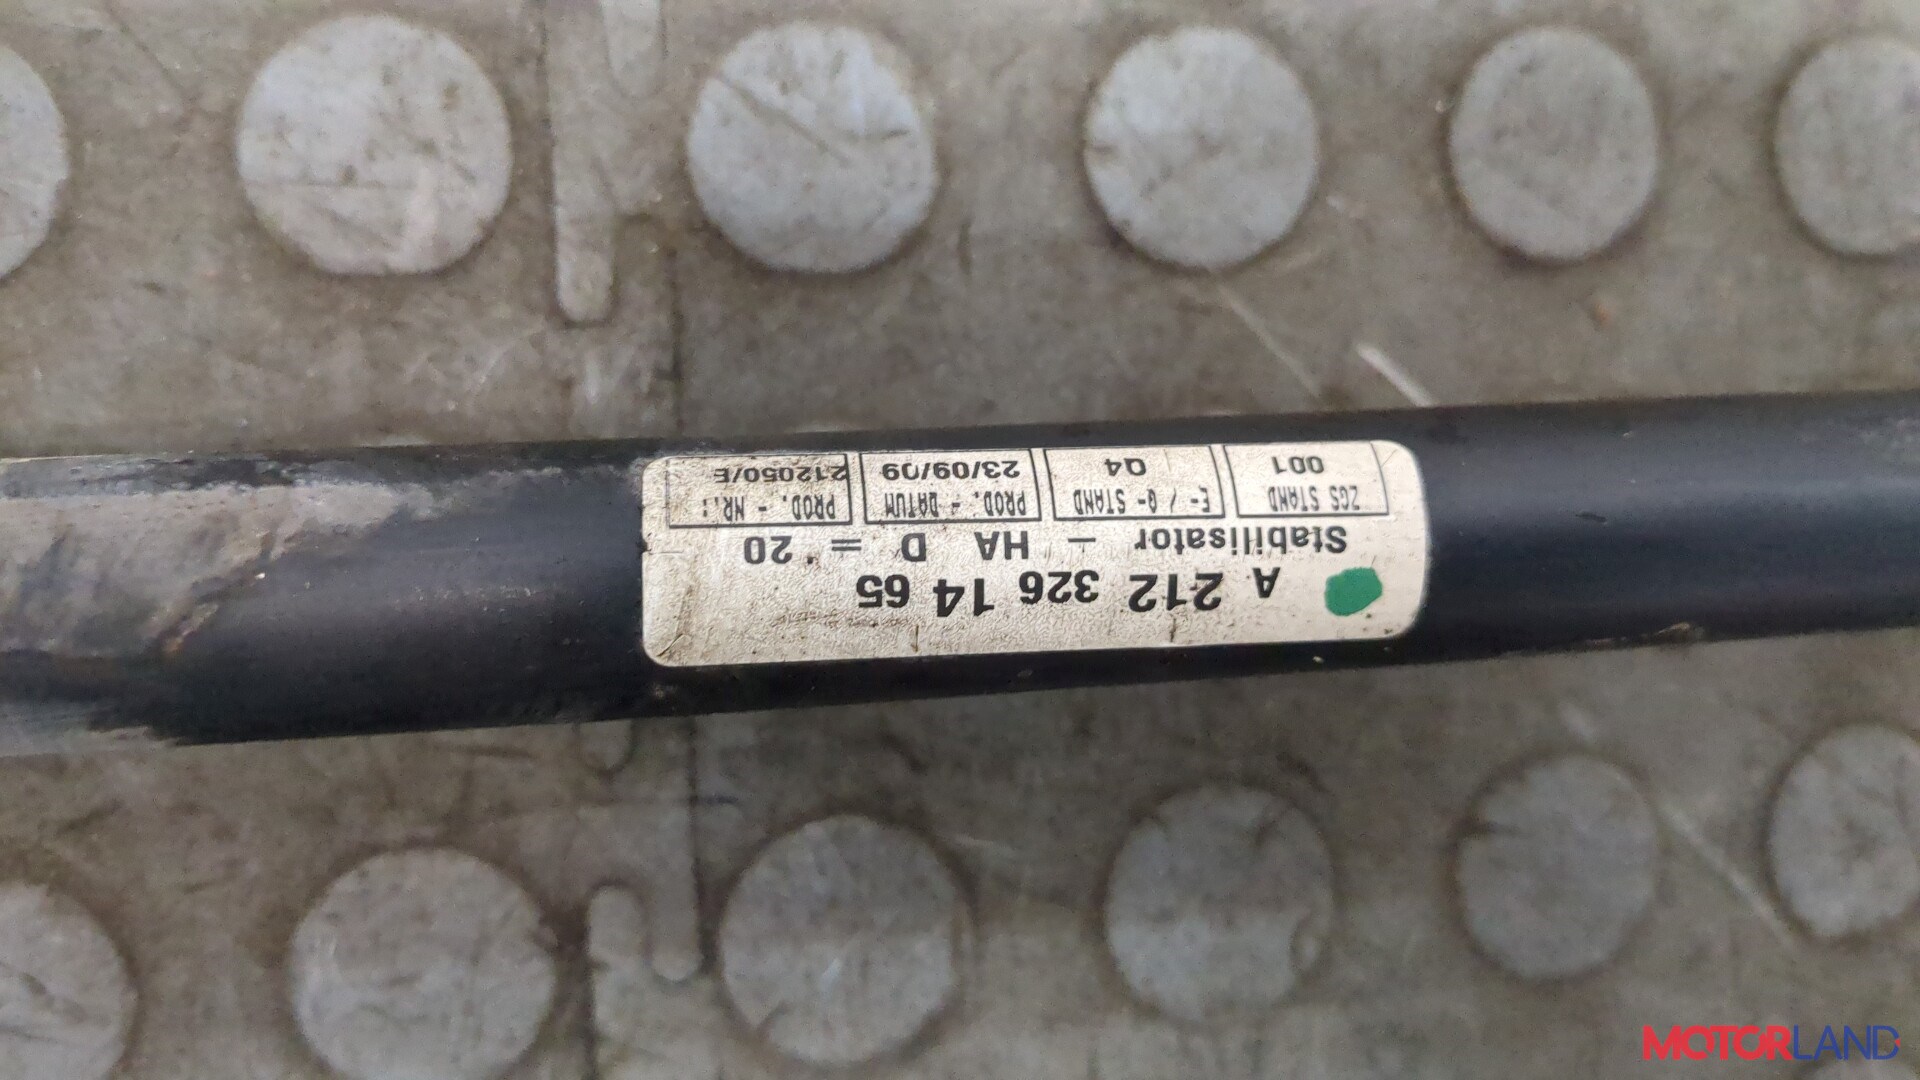 A 212 326 14 65
Stabilisator - HA D = 20
ZGS STAND E- / Q- STAND PROD. - DATUM PROD. - NR.:
001 Q4 23/09/09 212050/E
MOTORLAND